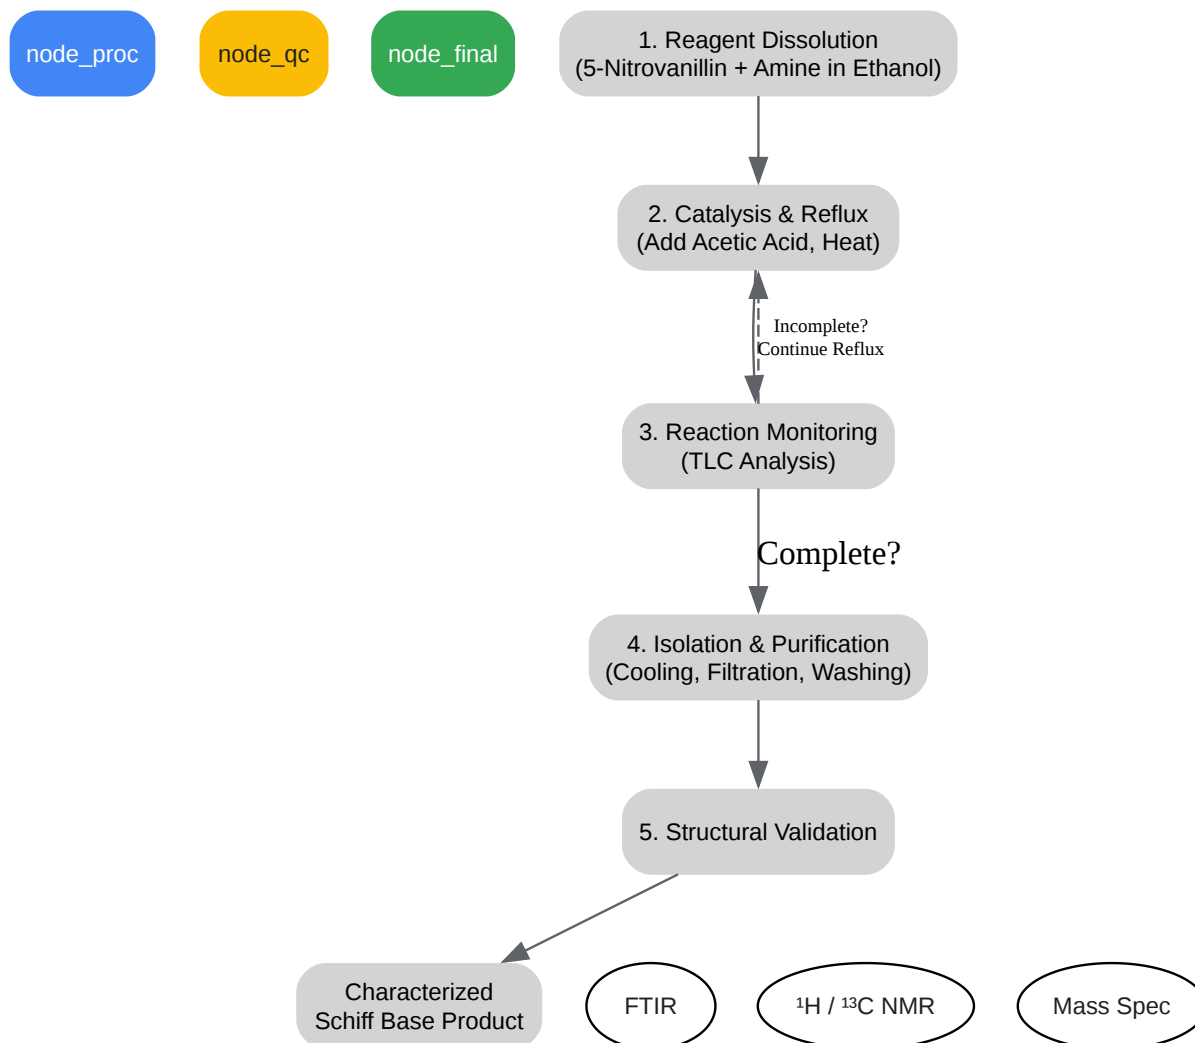 node_proc
node_qc
node_final
1. Reagent Dissolution
(5-Nitrovanillin + Amine in Ethanol)
2. Catalysis & Reflux
(Add Acetic Acid, Heat)
Incomplete?
Continue Reflux
3. Reaction Monitoring
(TLC Analysis)
Complete?
4. Isolation & Purification
(Cooling, Filtration, Washing)
5. Structural Validation
Characterized
Schiff Base Product
FTIR
¹H / ¹³C NMR
Mass Spec